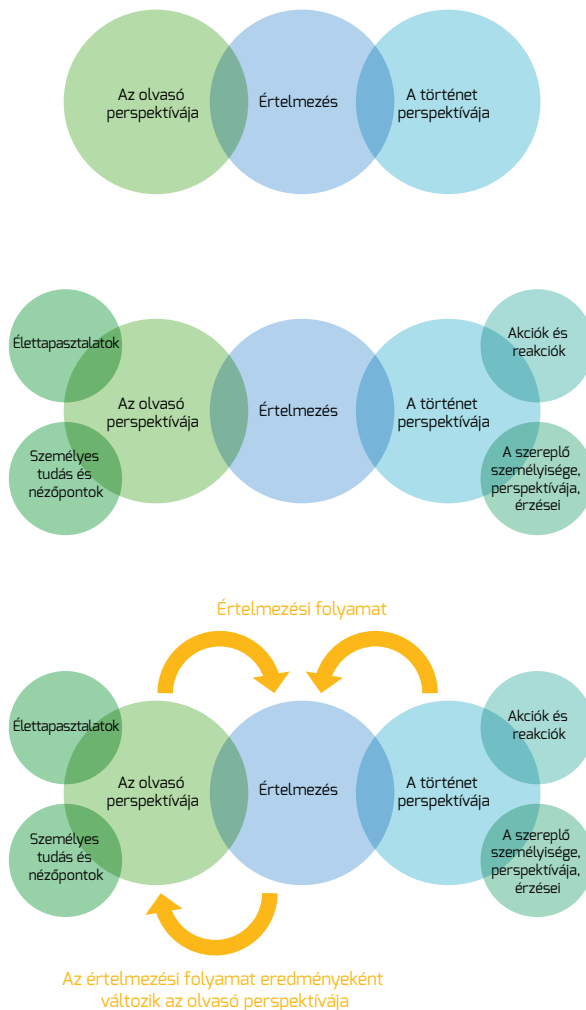 Az olvasó
perspektívája
Értelmezés
A történet
perspektívája
Élettapasztalatok
Személyes
tudás és
nézőpontok
Az olvasó
perspektívája
Értelmezés
A történet
perspektívája
Akciók és
reakciók
A szereplő
személyisége,
perspektívája,
érzései
Értelmezési folyamat
Élettapasztalatok
Személyes
tudás és
nézőpontok
Az olvasó
perspektívája
Értelmezés
A történet
perspektívája
Akciók és
reakciók
A szereplő
személyisége,
perspektívája,
érzései
Az értelmezési folyamat eredményeként
változik az olvasó perspektívája